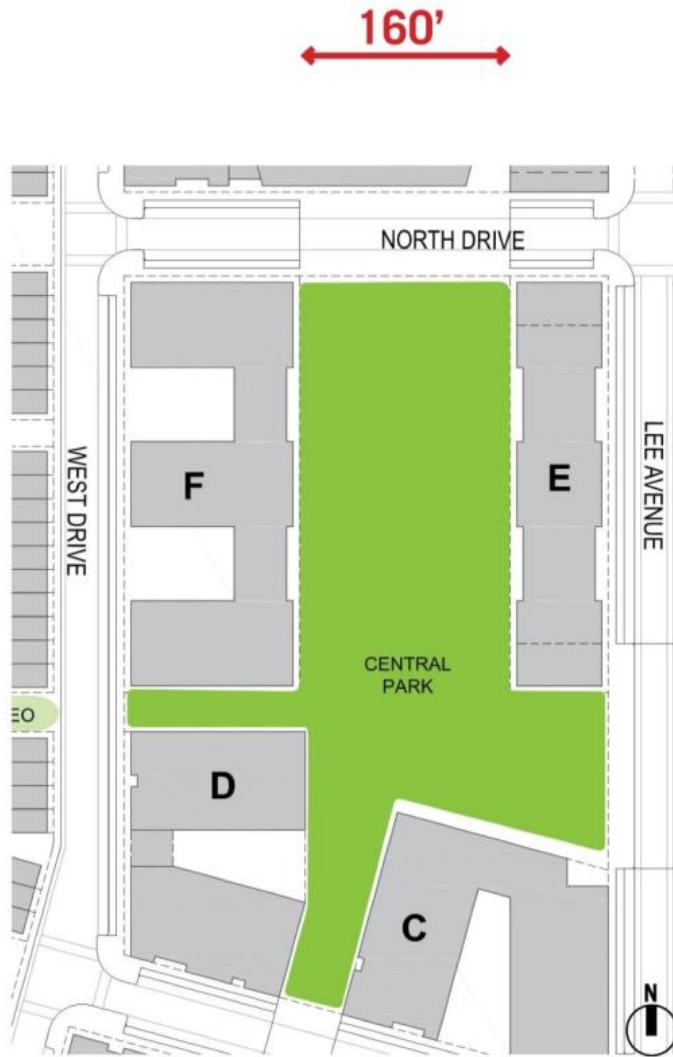 160'
NORTH DRIVE
WEST DRIVE
LEE AVENUE
F
E
CENTRAL
PARK
EO
D
C
N